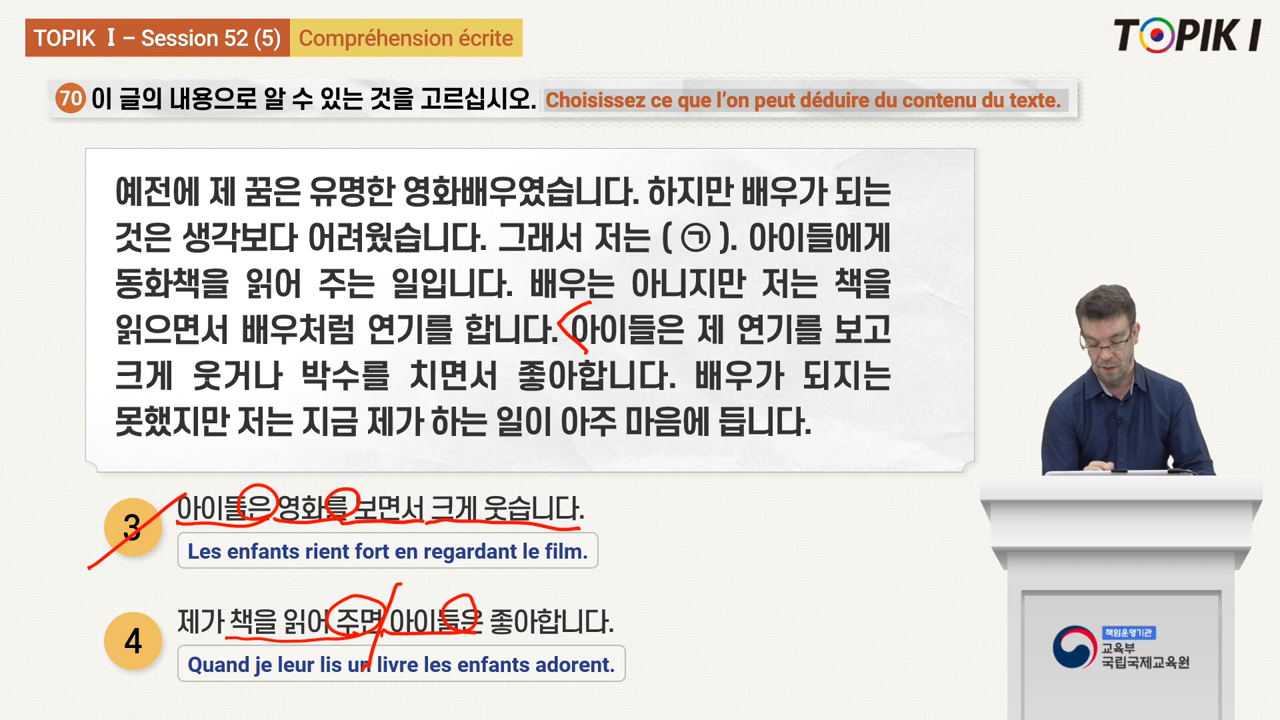 TOPIK Ⅰ – Session 52 (5) Compréhension écrite
TOPIK I
70 이 글의 내용으로 알 수 있는 것을 고르십시오. Choisissez ce que l’on peut déduire du contenu du texte.
예전에 제 꿈은 유명한 영화배우였습니다. 하지만 배우가 되는
것은 생각보다 어려웠습니다. 그래서 저는 ( ㉠ ). 아이들에게
동화책을 읽어 주는 일입니다. 배우는 아니지만 저는 책을
읽으면서 배우처럼 연기를 합니다. 아이들은 제 연기를 보고
크게 웃거나 박수를 치면서 좋아합니다. 배우가 되지는
못했지만 저는 지금 제가 하는 일이 아주 마음에 듭니다.
3 아이들은 영화를 보면서 크게 웃습니다.
Les enfants rient fort en regardant le film.
4 제가 책을 읽어 주면 아이들은 좋아합니다.
Quand je leur lis un livre les enfants adorent.
책임운영기관
교육부
국립국제교육원